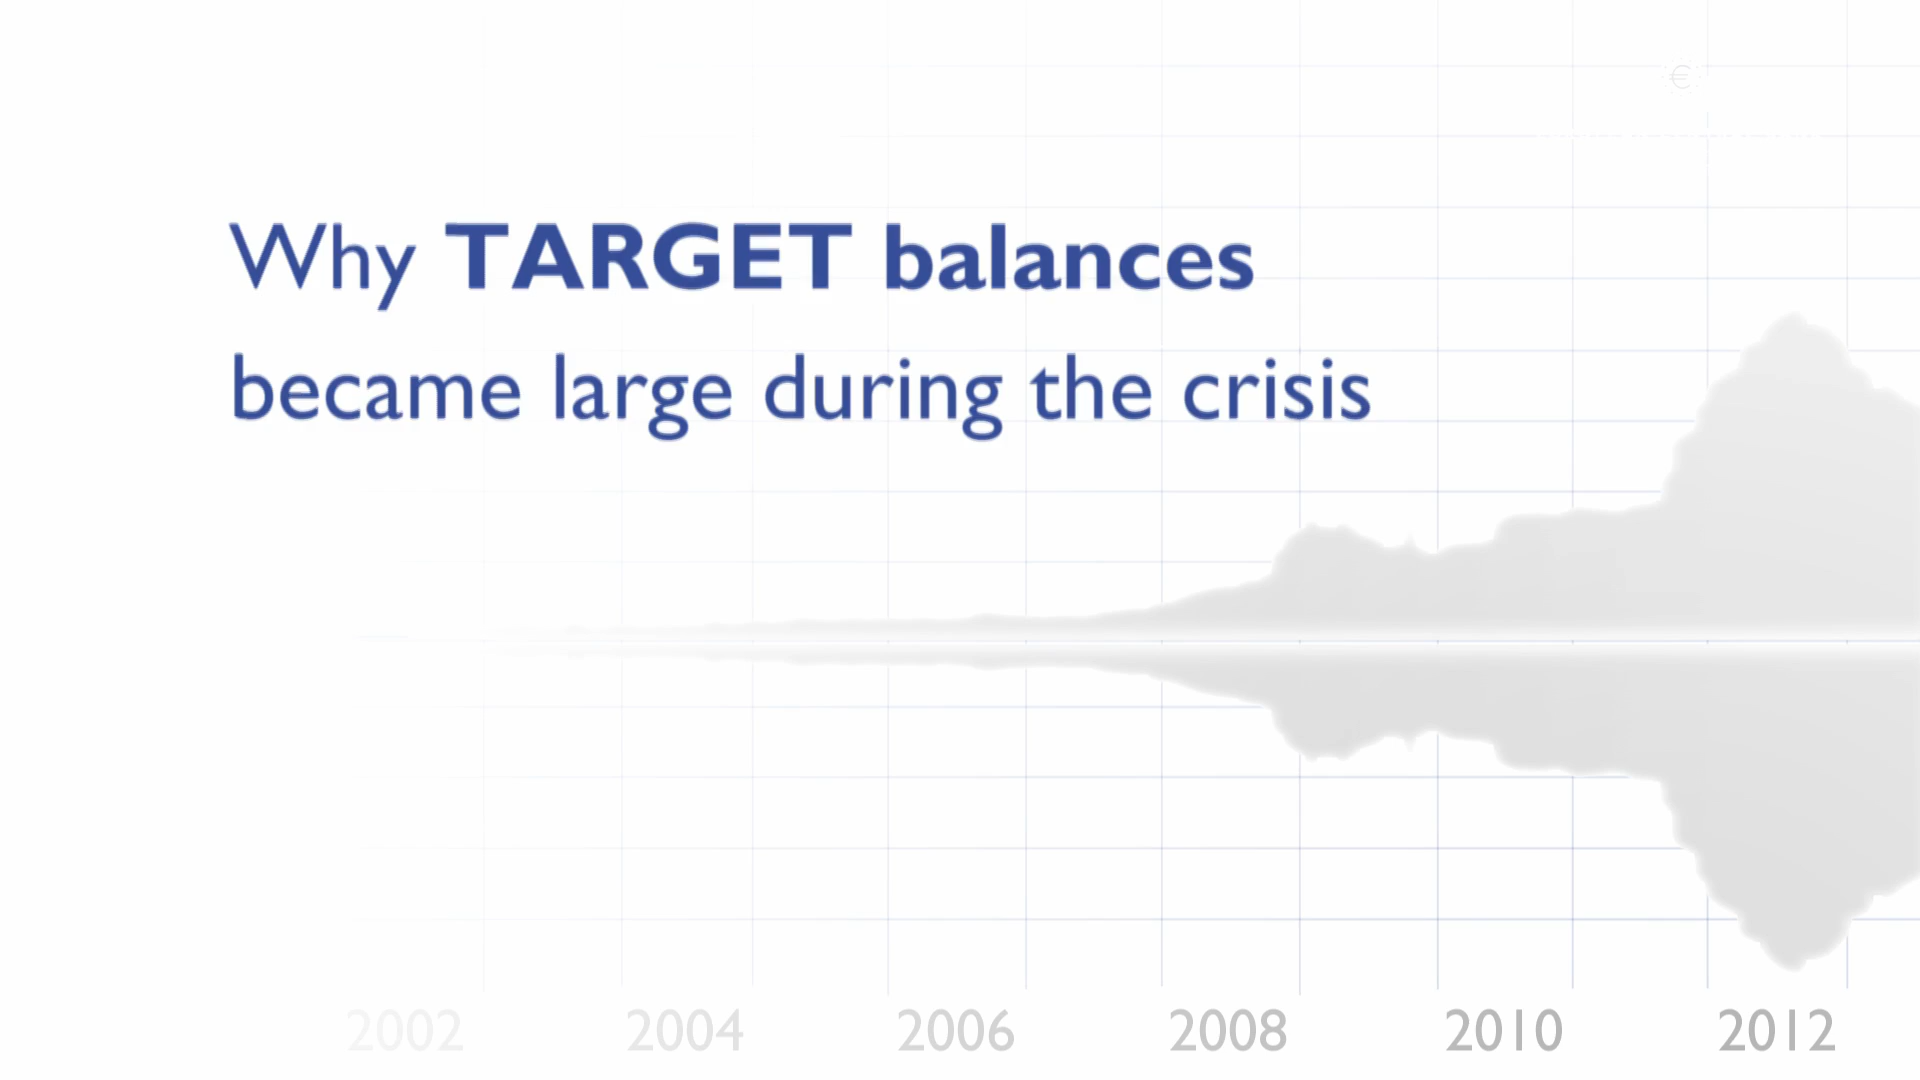 Why TARGET balances
became large during the crisis
2002 2004 2006 2008 2010 2012